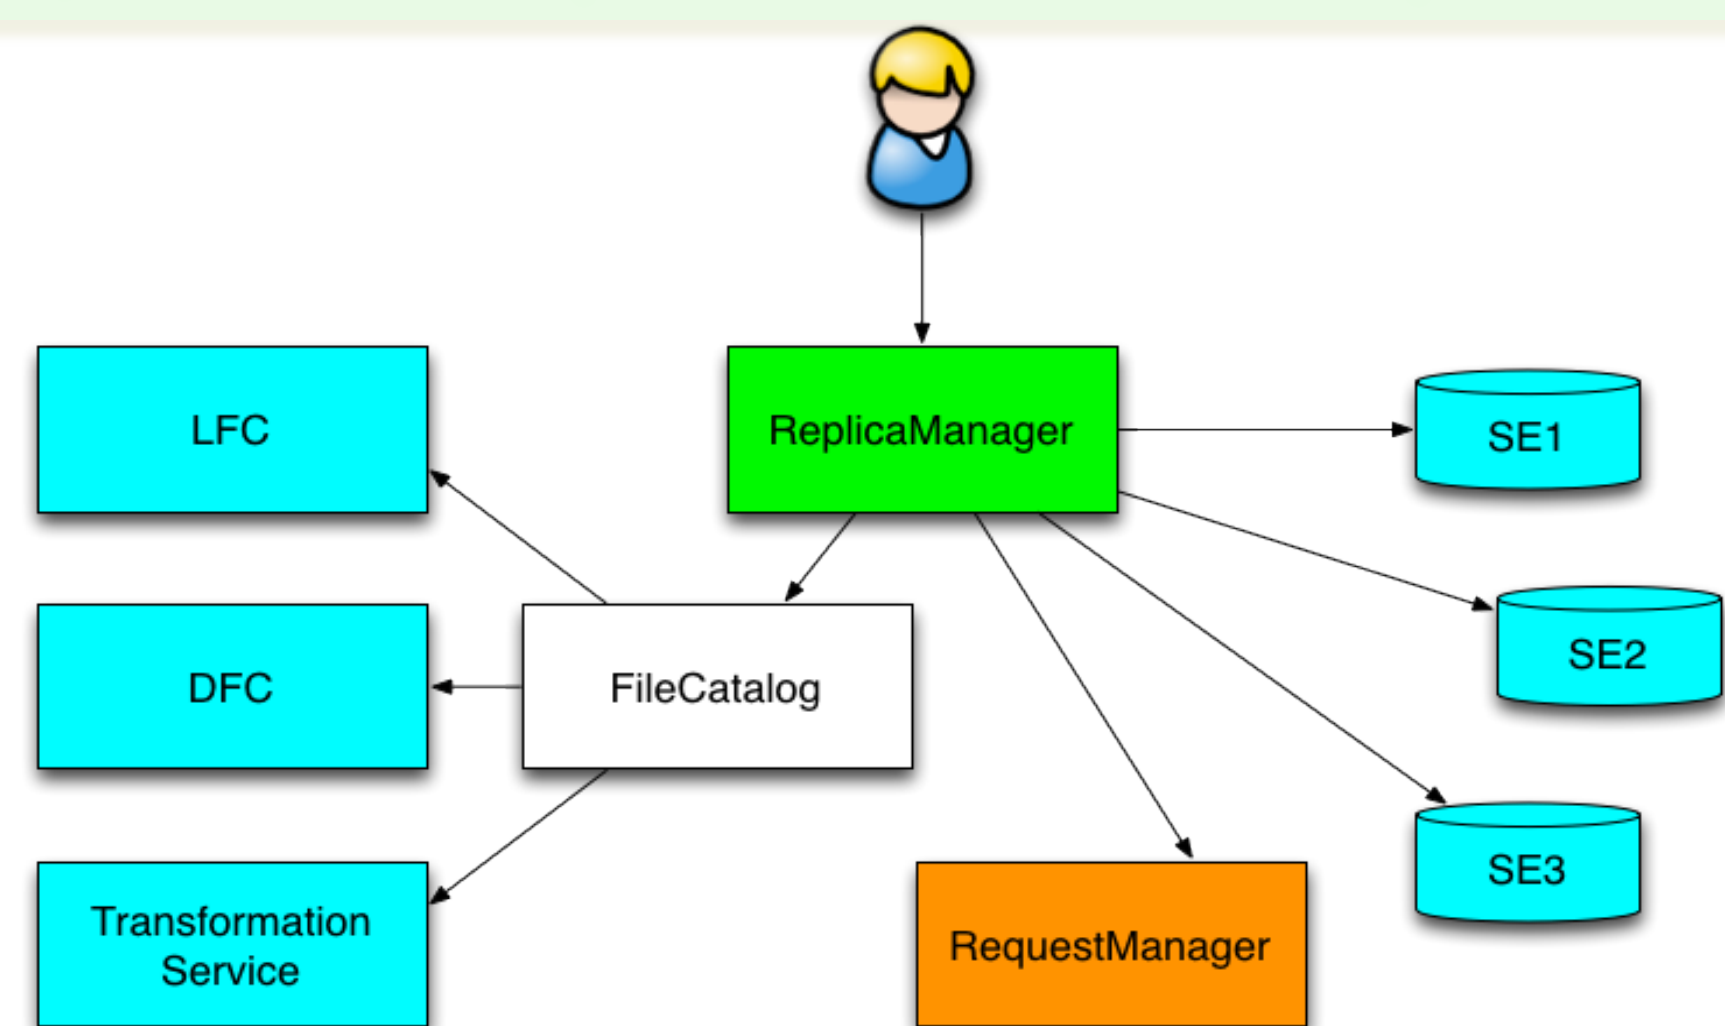 LFC
ReplicaManager
SE1
DFC
FileCatalog
SE2
Transformation
Service
RequestManager
SE3